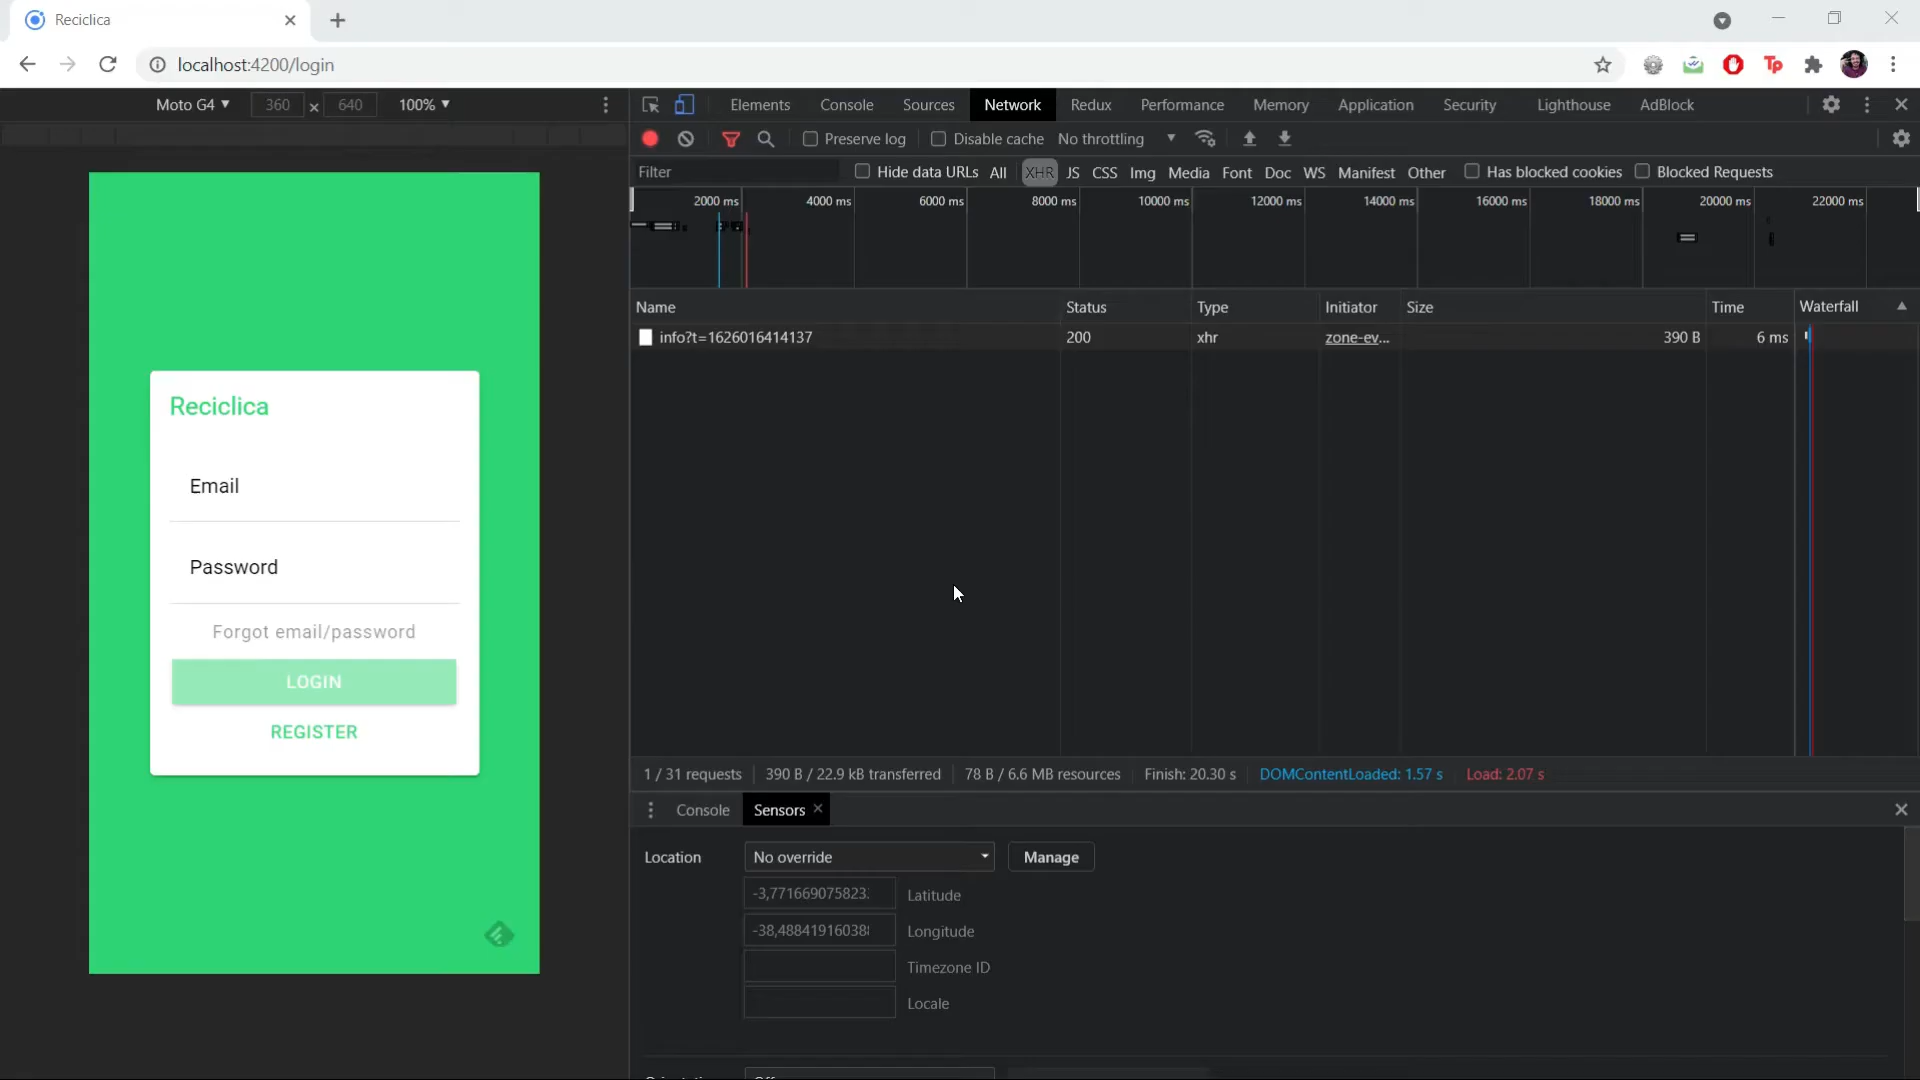 Reciclica
localhost:4200/login
Tp
Moto G4 ▼ 360 x 640 100% ▼
Elements Console Sources Network Redux Performance Memory Application Security Lighthouse AdBlock
Preserve log Disable cache No throttling ▼
Filter Hide data URLs All XHR JS CSS Img Media Font Doc WS Manifest Other Has blocked cookies Blocked Requests
2000 ms 4000 ms 6000 ms 8000 ms 10000 ms 12000 ms 14000 ms 16000 ms 18000 ms 20000 ms 22000 ms
Name Status Type Initiator Size Time Waterfall ▲
info?t=1626016414137 200 xhr zone-ev... 390 B 6 ms
Reciclica
Email
Password
Forgot email/password
LOGIN
REGISTER
1 / 31 requests 390 B / 22.9 kB transferred 78 B / 6.6 MB resources Finish: 20.30 s DOMContentLoaded: 1.57 s Load: 2.07 s
Console Sensors
Location No override Manage
-3,771669075823 Latitude
-38,48841916038 Longitude
Timezone ID
Locale